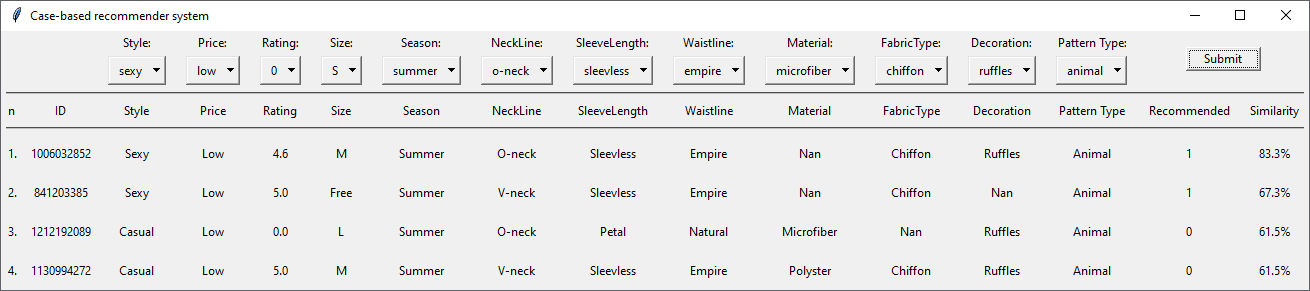 Case-based recommender system
Style: Price: Rating: Size: Season: NeckLine: SleeveLength: Waistline: Material: FabricType: Decoration: Pattern Type:
sexy low 0 S summer o-neck sleevless empire microfiber chiffon ruffles animal Submit
n ID Style Price Rating Size Season NeckLine SleeveLength Waistline Material FabricType Decoration Pattern Type Recommended Similarity
1. 1006032852 Sexy Low 4.6 M Summer O-neck Sleevless Empire Nan Chiffon Ruffles Animal 1 83.3%
2. 841203385 Sexy Low 5.0 Free Summer V-neck Sleevless Empire Nan Chiffon Nan Animal 1 67.3%
3. 1212192089 Casual Low 0.0 L Summer O-neck Petal Natural Microfiber Nan Ruffles Animal 0 61.5%
4. 1130994272 Casual Low 5.0 M Summer V-neck Sleevless Empire Polyster Chiffon Ruffles Animal 0 61.5%